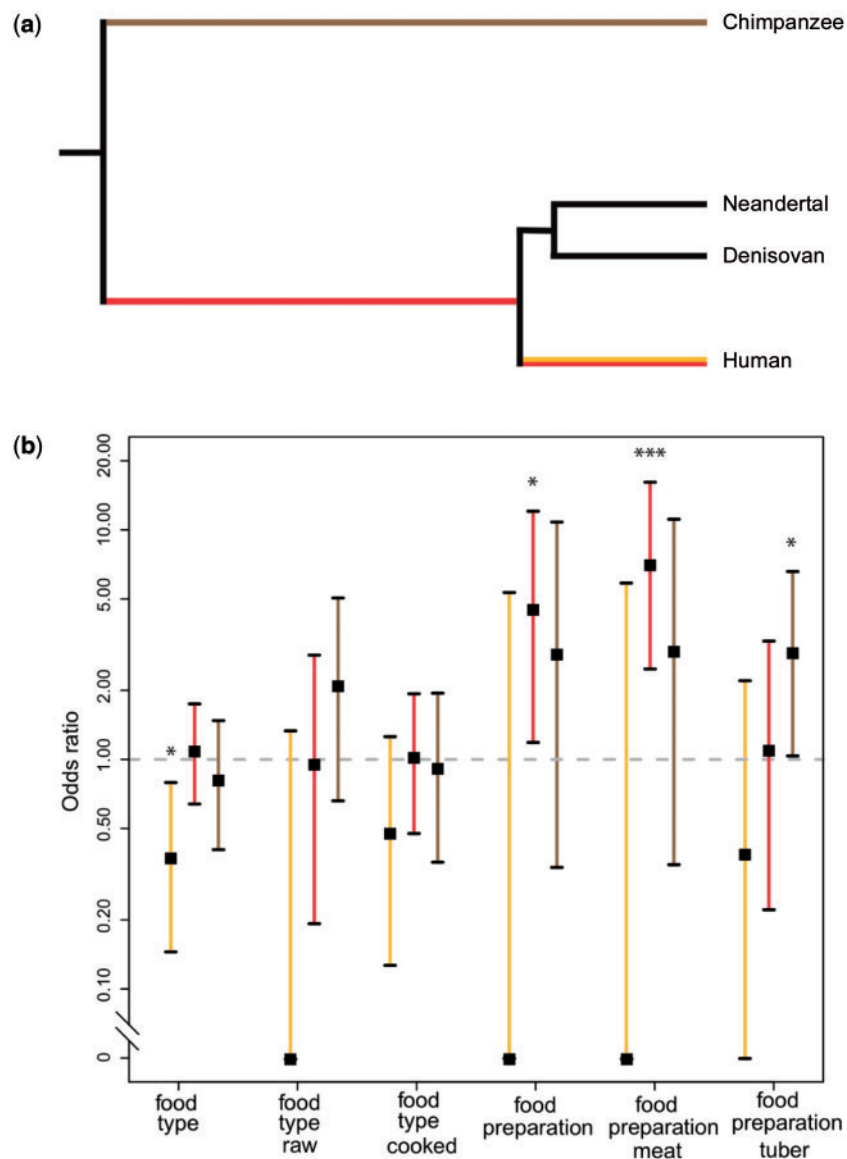 (a)
Chimpanzee
Neandertal
Denisovan
Human
(b)
Odds ratio
20.00
10.00
5.00
2.00
1.00
0.50
0.20
0.10
0
*
*
***
*
food
type
food
type
raw
food
type
cooked
food
preparation
food
preparation
meat
food
preparation
tuber